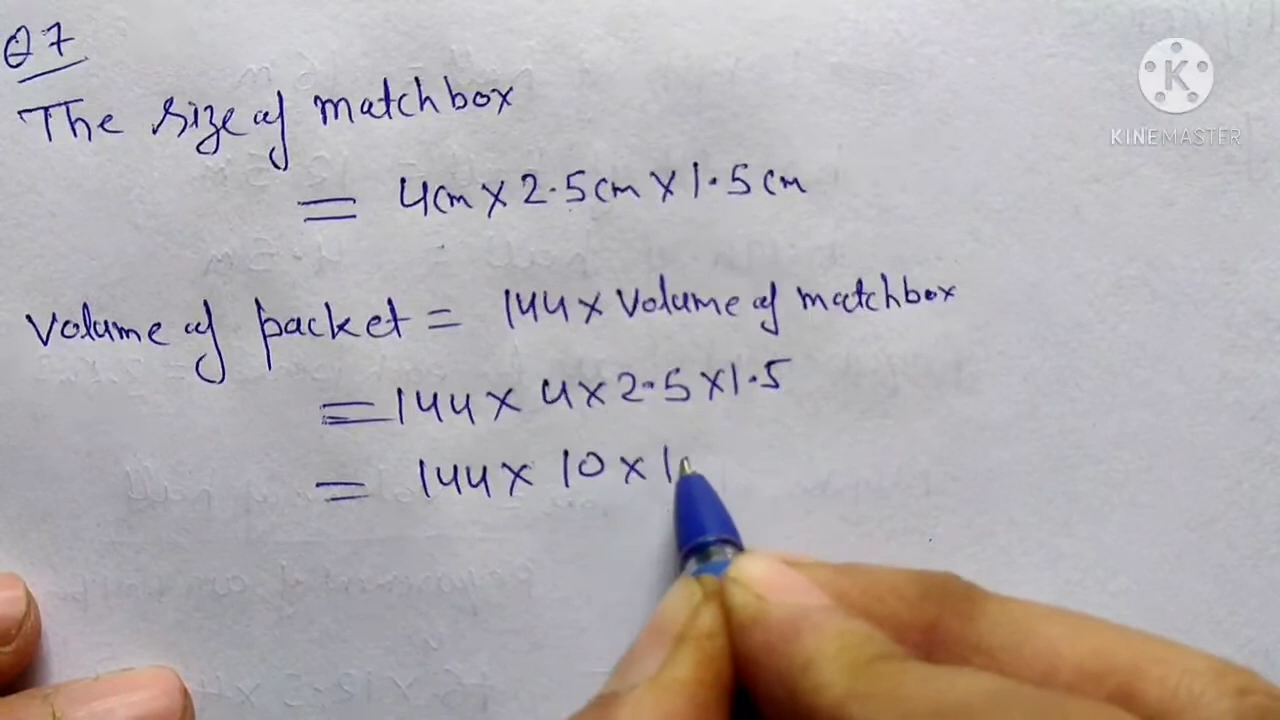 Q7
The size of matchbox
= 4cm × 2.5cm × 1.5cm
Volume of packet = 144 × Volume of matchbox
= 144 × 4 × 2.5 × 1.5
= 144 × 10 × 1
K
KINEMASTER